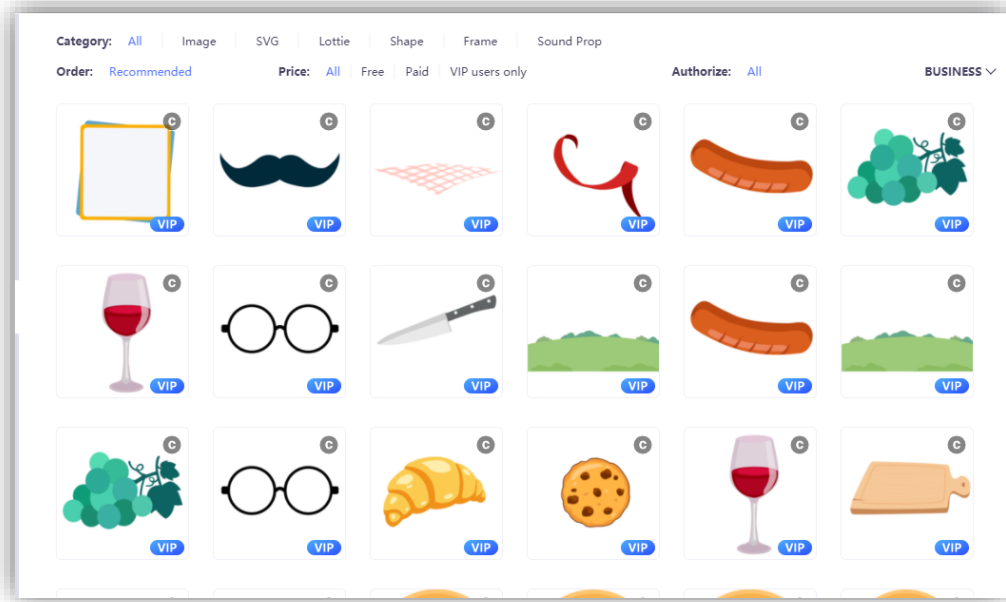 Category: All Image SVG Lottie Shape Frame Sound Prop
Order: Recommended Price: All Free Paid VIP users only Authorize: All BUSINESS
C C C C C C
VIP VIP VIP VIP VIP VIP
C C C C C C
VIP VIP VIP VIP VIP VIP
C C C C C C
VIP VIP VIP VIP VIP VIP